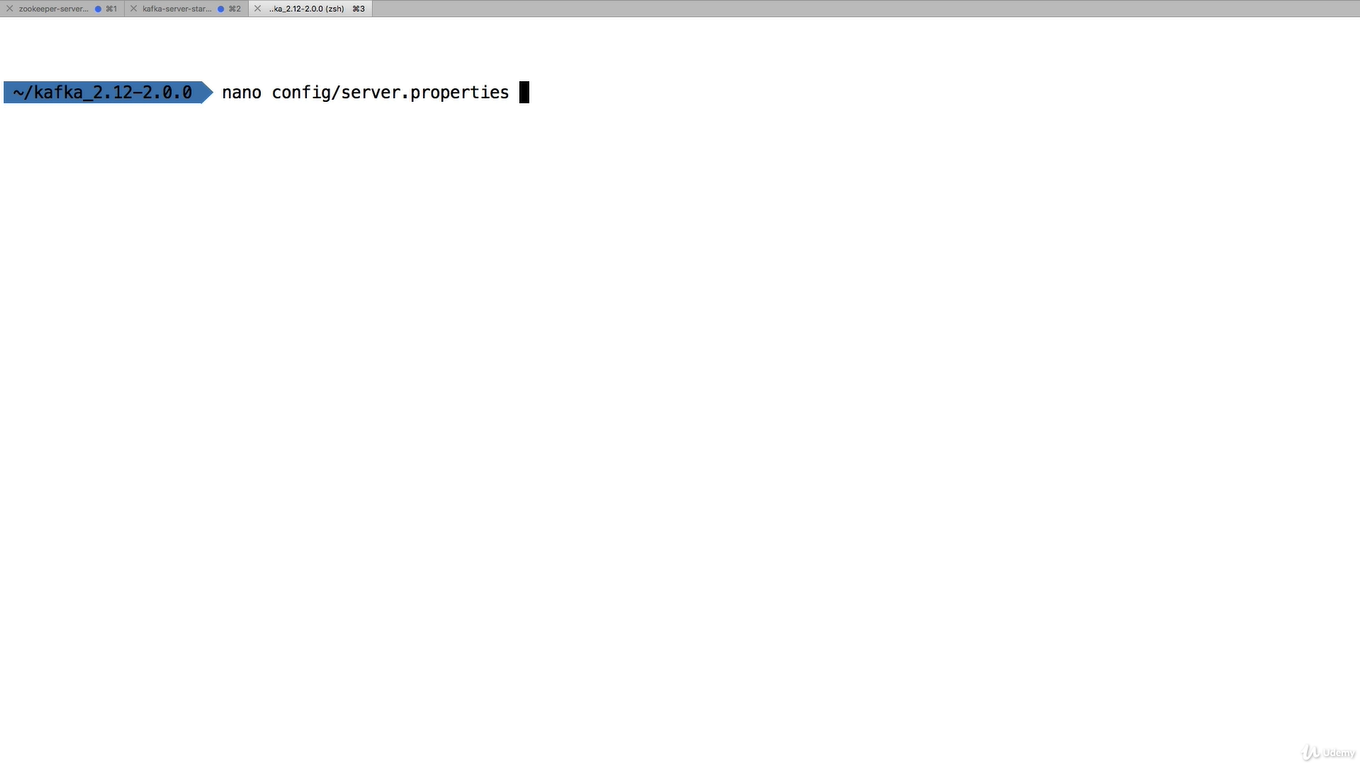 zookeeper-server... ⌘1 kafka-server-star... ⌘2 ..ka_2.12-2.0.0 (zsh) ⌘3
~/kafka_2.12-2.0.0 nano config/server.properties
Udemy